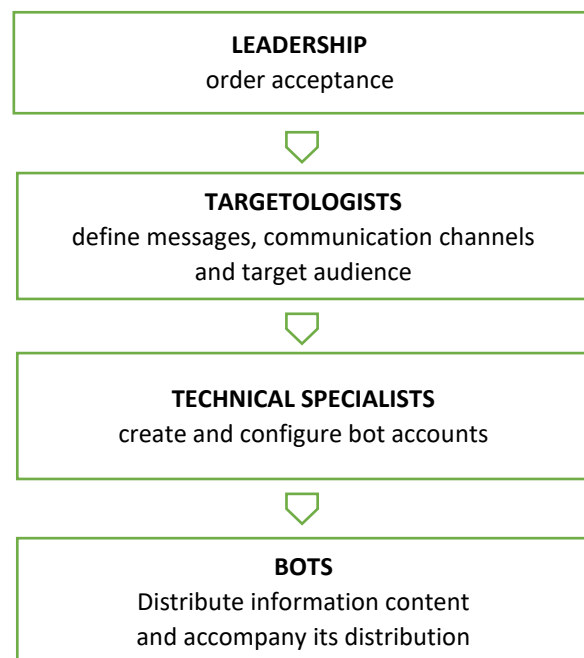 LEADERSHIP
order acceptance
TARGETOLOGISTS
define messages, communication channels
and target audience
TECHNICAL SPECIALISTS
create and configure bot accounts
BOTS
Distribute information content
and accompany its distribution